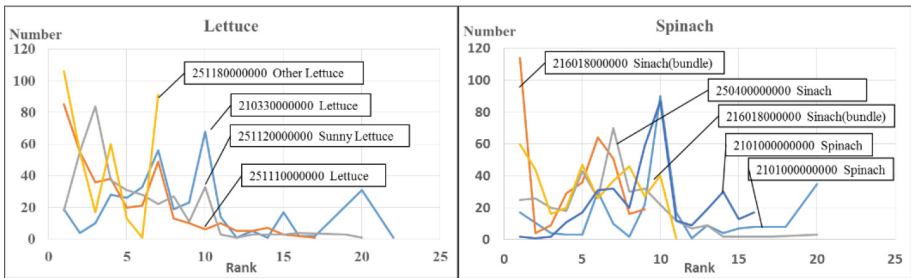 Lettuce
Number
120
100
80
60
40
20
0
0 5 10 15 20 25
Rank
251180000000 Other Lettuce
210330000000 Lettuce
251120000000 Sunny Lettuce
251110000000 Lettuce
Spinach
Number
120
100
80
60
40
20
0
0 5 10 15 20 25
Rank
216018000000 Sinach(bundle)
250400000000 Sinach
216018000000 Sinach(bundle)
2101000000000 Spinach
2101000000000 Spinach